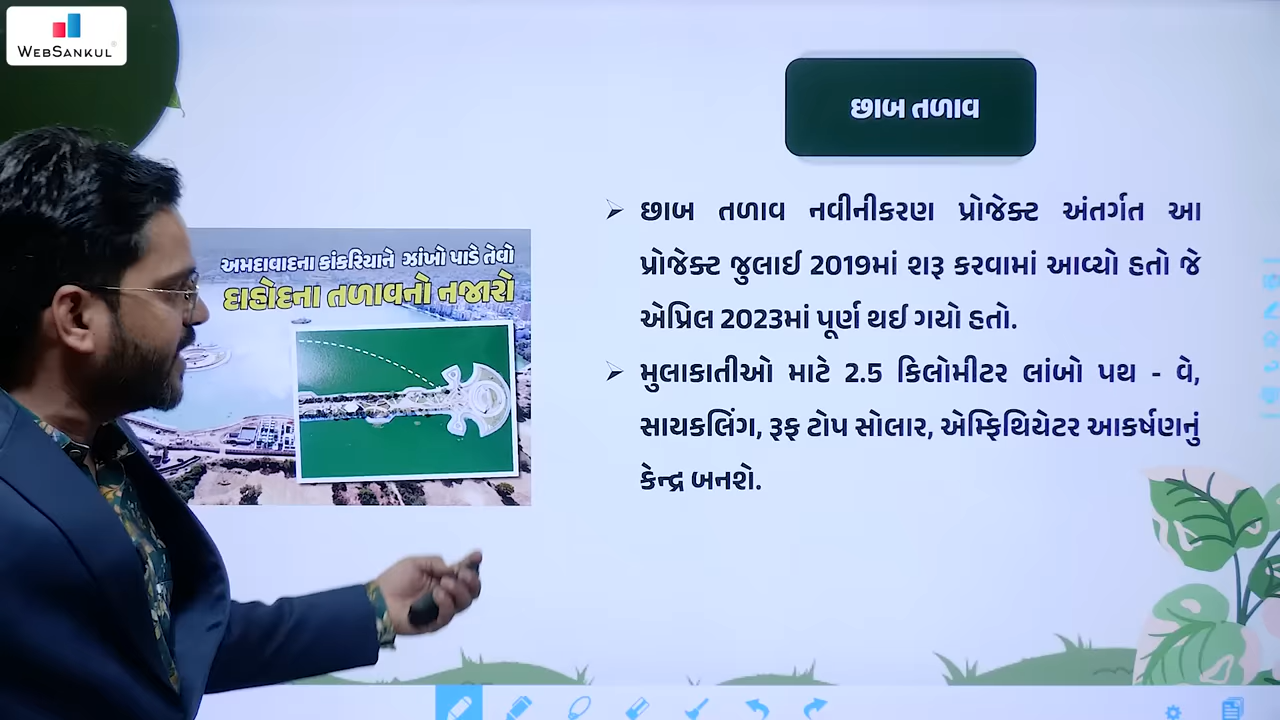 WEBSANKUL
છાબ તળાવ
છાબ તળાવ નવીનીકરણ પ્રોજેક્ટ અંતર્ગત આ
પ્રોજેક્ટ જુલાઈ 2019માં શરૂ કરવામાં આવ્યો હતો જે
એપ્રિલ 2023માં પૂર્ણ થઈ ગયો હતો.
મુલાકાતીઓ માટે 2.5 કિલોમીટર લાંબો પથ - વે,
સાયકલિંગ, રૂફ ટોપ સોલાર, એમ્ફિથિયેટર આકર્ષણનું
કેન્દ્ર બનશે.
અમદાવાદના કાંકરિયાને ઝાંખો પાડે તેવો
દાહોદના તળાવનો નજારો